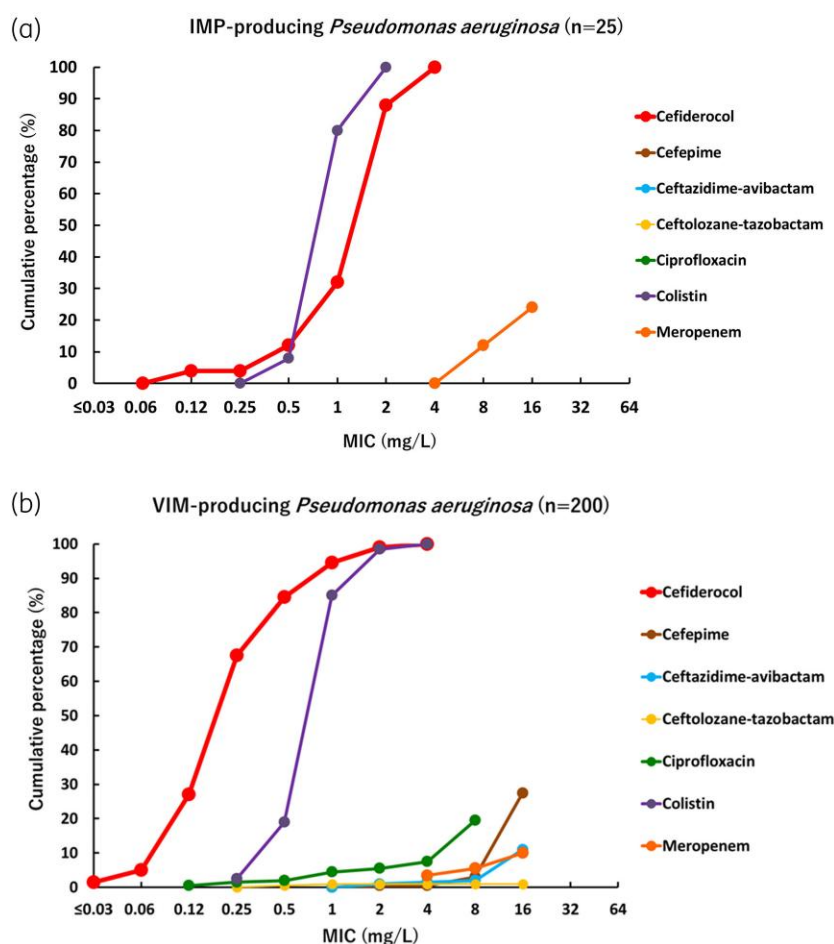 (a)
IMP-producing Pseudomonas aeruginosa (n=25)
Cumulative percentage (%)
100
90
80
70
60
50
40
30
20
10
0
≤0.03 0.06 0.12 0.25 0.5 1 2 4 8 16 32 64
MIC (mg/L)
Cefiderocol
Cefepime
Ceftazidime-avibactam
Ceftolozane-tazobactam
Ciprofloxacin
Colistin
Meropenem
(b)
VIM-producing Pseudomonas aeruginosa (n=200)
Cumulative percentage (%)
100
90
80
70
60
50
40
30
20
10
0
≤0.03 0.06 0.12 0.25 0.5 1 2 4 8 16 32 64
MIC (mg/L)
Cefiderocol
Cefepime
Ceftazidime-avibactam
Ceftolozane-tazobactam
Ciprofloxacin
Colistin
Meropenem